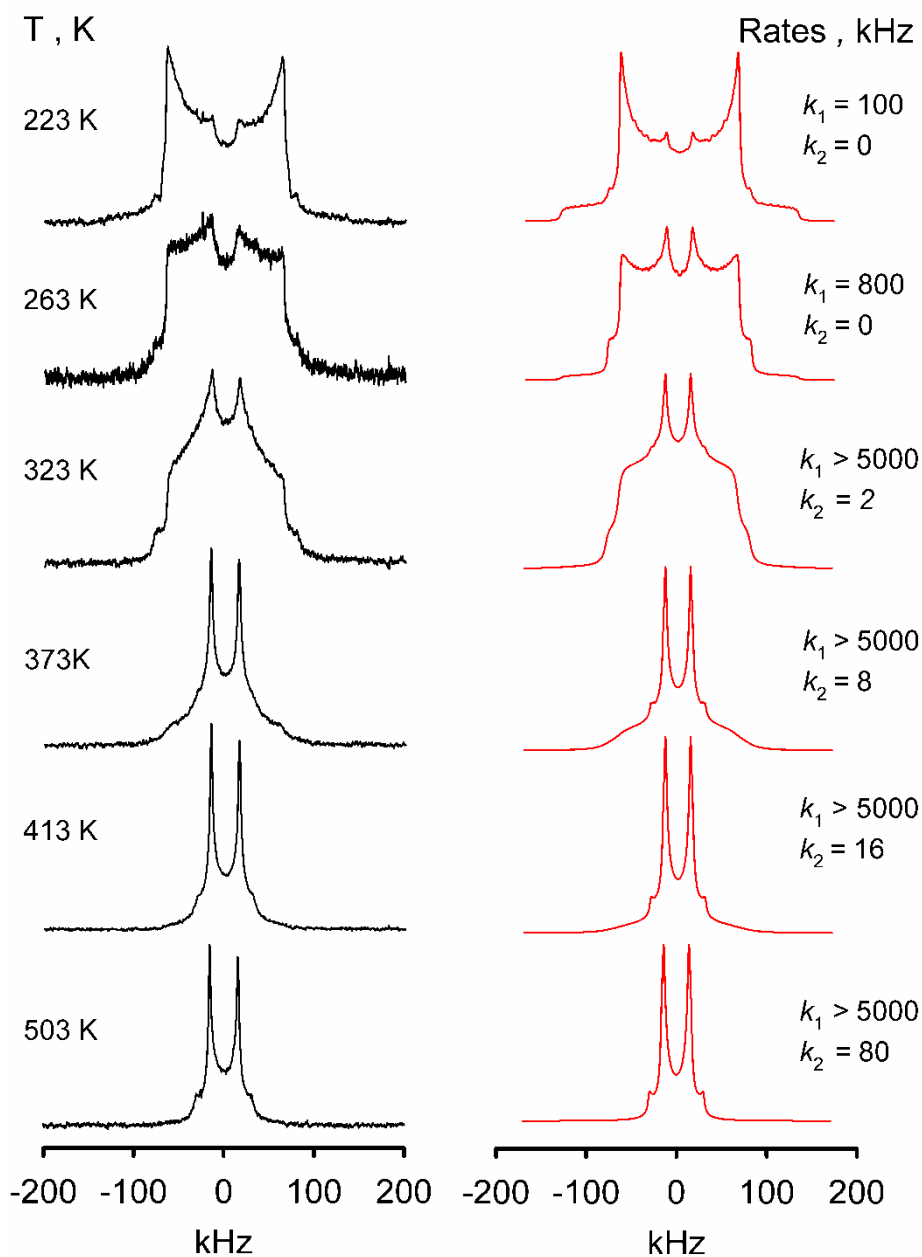 T , K
Rates , kHz
223 K
k1 = 100
k2 = 0
263 K
k1 = 800
k2 = 0
323 K
k1 > 5000
k2 = 2
373K
k1 > 5000
k2 = 8
413 K
k1 > 5000
k2 = 16
503 K
k1 > 5000
k2 = 80
-200 -100 0 100 200
-200 -100 0 100 200
kHz
kHz